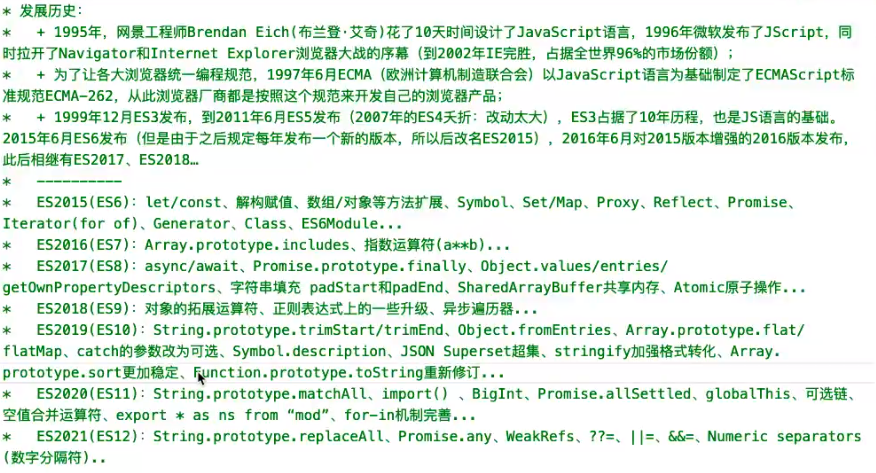 * 发展历史:
*   + 1995年，网景工程师Brendan Eich(布兰登·艾奇)花了10天时间设计了JavaScript语言，1996年微软发布了JScript，同
时拉开了Navigator和Internet Explorer浏览器大战的序幕（到2002年IE完胜，占据全世界96%的市场份额）;
*   + 为了让各大浏览器统一编程规范，1997年6月ECMA（欧洲计算机制造联合会）以JavaScript语言为基础制定了ECMAScript标
准规范ECMA-262，从此浏览器厂商都是按照这个规范来开发自己的浏览器产品;
*   + 1999年12月ES3发布，到2011年6月ES5发布（2007年的ES4夭折：改动太大），ES3占据了10年历程，也是JS语言的基础。
2015年6月ES6发布（但是由于之后规定每年发布一个新的版本，所以后改名ES2015），2016年6月对2015版本增强的2016版本发布，
此后相继有ES2017、ES2018…
*   ----------
*   ES2015(ES6)：let/const、解构赋值、数组/对象等方法扩展、Symbol、Set/Map、Proxy、Reflect、Promise、
Iterator(for of)、Generator、Class、ES6Module...
*   ES2016(ES7)：Array.prototype.includes、指数运算符(a**b)...
*   ES2017(ES8)：async/await、Promise.prototype.finally、Object.values/entries/
getOwnPropertyDescriptors、字符串填充 padStart和padEnd、SharedArrayBuffer共享内存、Atomic原子操作...
*   ES2018(ES9)：对象的拓展运算符、正则表达式上的一些升级、异步遍历器...
*   ES2019(ES10)：String.prototype.trimStart/trimEnd、Object.fromEntries、Array.prototype.flat/
flatMap、catch的参数改为可选、Symbol.description、JSON Superset超集、stringify加强格式转化、Array.
prototype.sort更加稳定、Function.prototype.toString重新修订...
*   ES2020(ES11)：String.prototype.matchAll、import() 、BigInt、Promise.allSettled、globalThis、可选链、
空值合并运算符、export * as ns from “mod”、for-in机制完善...
*   ES2021(ES12)：String.prototype.replaceAll、Promise.any、WeakRefs、??=、||=、&&=、Numeric separators
(数字分隔符)..